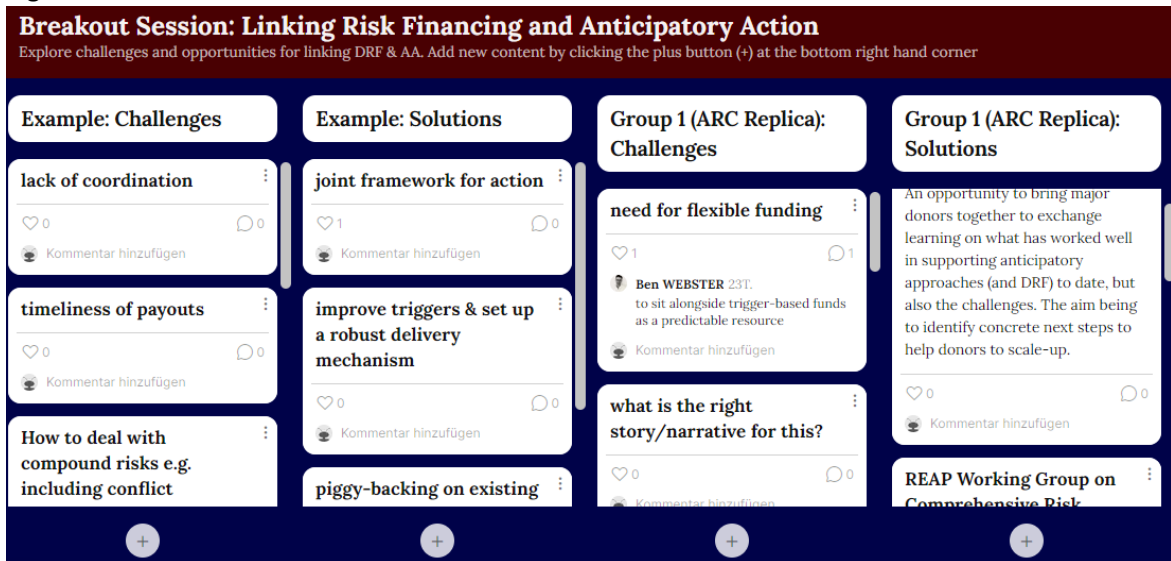 Breakout Session: Linking Risk Financing and Anticipatory Action
Explore challenges and opportunities for linking DRF & AA. Add new content by clicking the plus button (+) at the bottom right hand corner
Example: Challenges
lack of coordination
0
0
Kommentar hinzufügen
timeliness of payouts
0
0
Kommentar hinzufügen
How to deal with
compound risks e.g.
including conflict
Example: Solutions
joint framework for action
1
0
Kommentar hinzufügen
improve triggers & set up
a robust delivery
mechanism
0
0
Kommentar hinzufügen
piggy-backing on existing
Group 1 (ARC Replica):
Challenges
need for flexible funding
1
1
Ben WEBSTER 23T.
to sit alongside trigger-based funds
as a predictable resource
Kommentar hinzufügen
what is the right
story/narrative for this?
0
0
Kommentar hinzufügen
Group 1 (ARC Replica):
Solutions
An opportunity to bring major
donors together to exchange
learning on what has worked well
in supporting anticipatory
approaches (and DRF) to date, but
also the challenges. The aim being
to identify concrete next steps to
help donors to scale-up.
0
0
Kommentar hinzufügen
REAP Working Group on
Comprehensive Risk
+
+
+
+